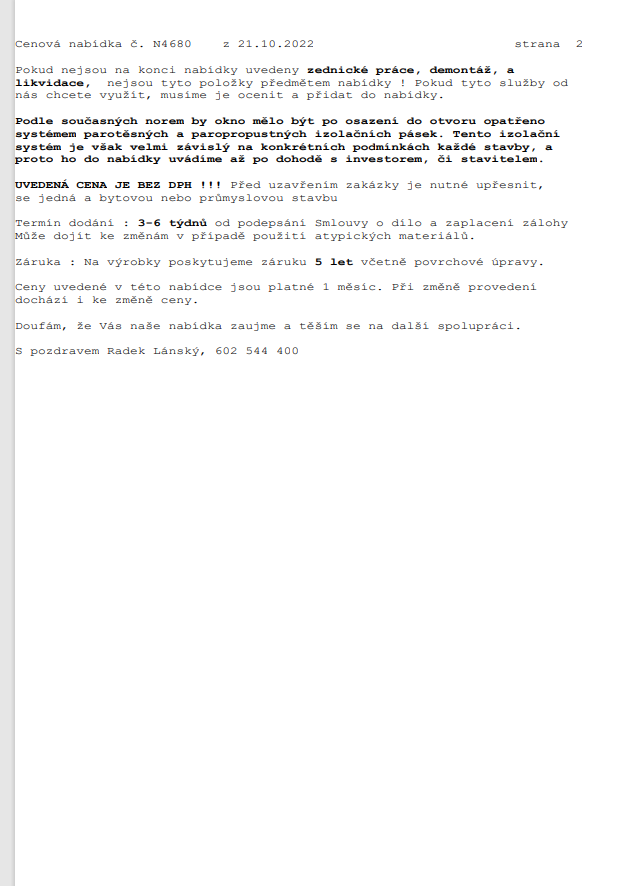 Cenová nabídka č. N4680 z 21.10.2022 strana 2
Pokud nejsou na konci nabídky uvedeny zednické práce, demontáž, a
likvidace, nejsou tyto položky předmětem nabídky ! Pokud tyto služby od
nás chcete využít, musíme je ocenit a přidat do nabídky.
Podle současných norem by okno mělo být po osazení do otvoru opatřeno
systémem parotěsných a paropropustných izolačních pásek. Tento izolační
systém je však velmi závislý na konkrétních podmínkách každé stavby, a
proto ho do nabídky uvádíme až po dohodě s investorem, či stavitelem.
UVEDENÁ CENA JE BEZ DPH !!! Před uzavřením zakázky je nutné upřesnit,
se jedná a bytovou nebo průmyslovou stavbu
Termín dodání : 3-6 týdnů od podepsání Smlouvy o dílo a zaplacení zálohy
Může dojít ke změnám v případě použití atypických materiálů.
Záruka : Na výrobky poskytujeme záruku 5 let včetně povrchové úpravy.
Ceny uvedené v této nabídce jsou platné 1 měsíc. Při změně provedení
dochází i ke změně ceny.
Doufám, že Vás naše nabídka zaujme a těším se na další spolupráci.
S pozdravem Radek Lánský, 602 544 400